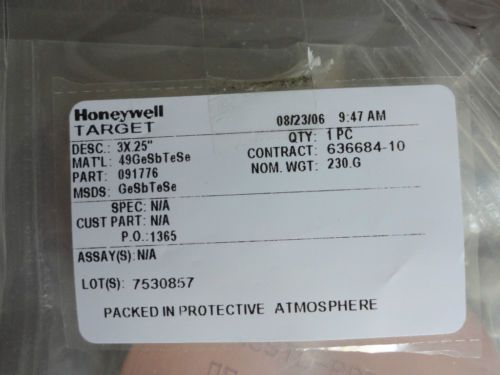 Honeywell
TARGET 08/23/06 9:47 AM
DESC.: 3X.25" QTY: 1 PC
MAT'L: 49GeSbTeSe CONTRACT: 636684-10
PART: 091776 NOM. WGT: 230.G
MSDS: GeSbTeSe
SPEC: N/A
CUST PART: N/A
P.O.: 1365
ASSAY(S): N/A
LOT(S): 7530857
PACKED IN PROTECTIVE ATMOSPHERE